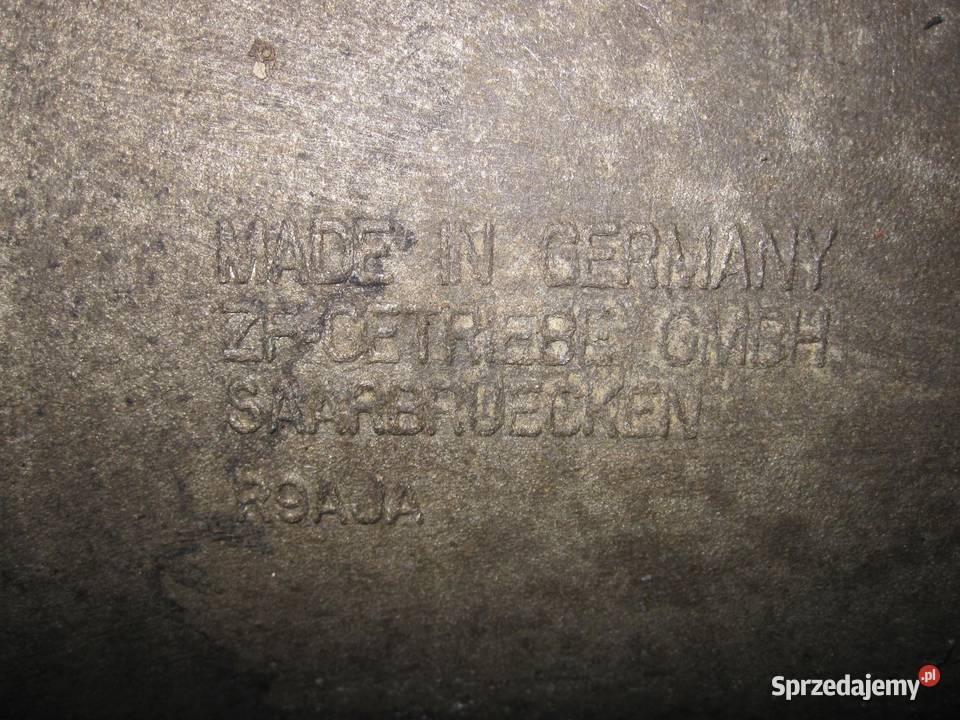 MADE IN GERMANY
ZF-GETRIEBE GMBH
SAARBRUECKEN
R9AJA
Sprzedajemy.pl